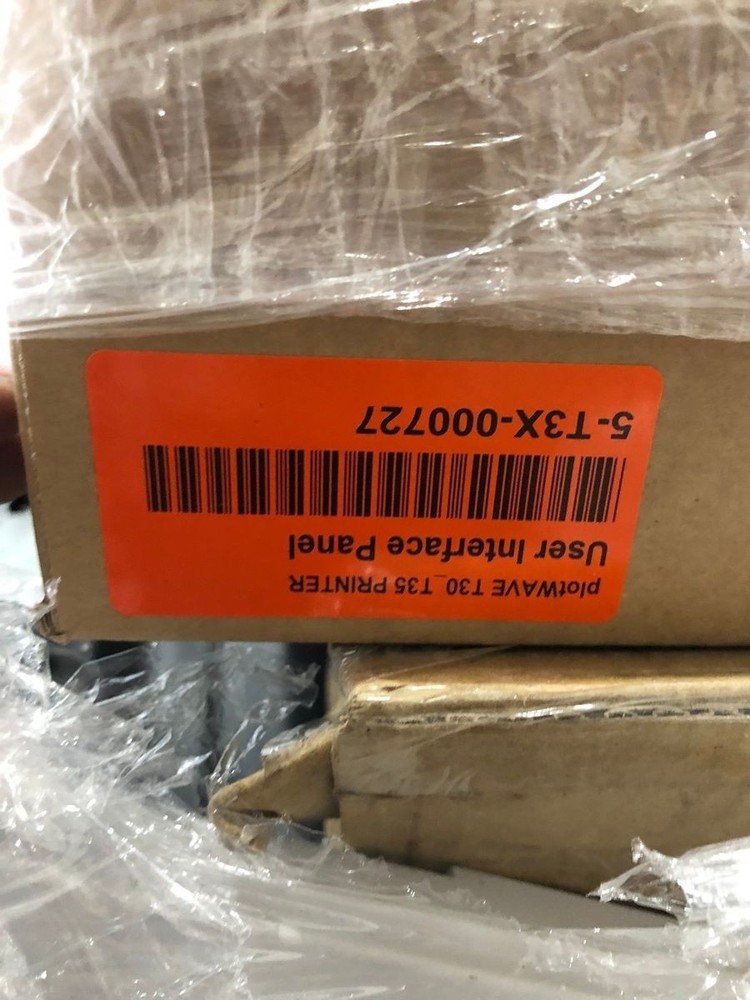 plotWAVE T30_T35 PRINTER
User Interface Panel
5-T3X-000727